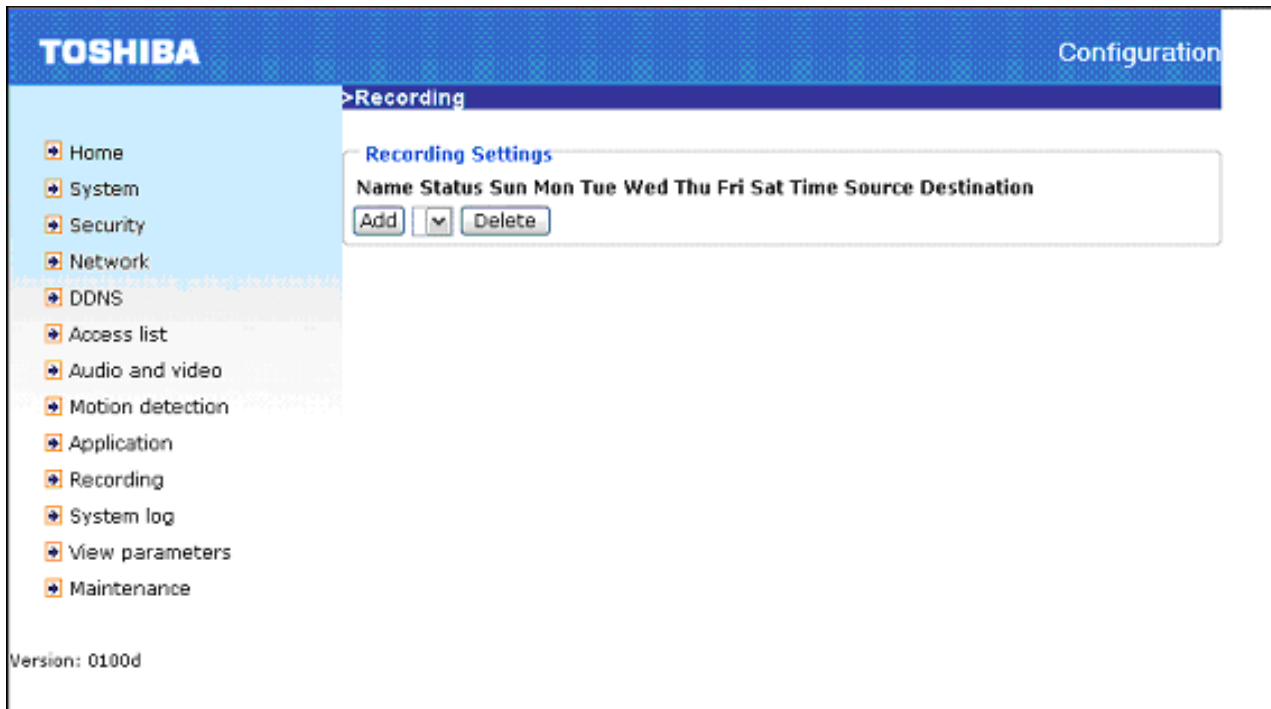 TOSHIBA
Configuration
>Recording
Home
System
Security
Network
DDNS
Access list
Audio and video
Motion detection
Application
Recording
System log
View parameters
Maintenance
Version: 0100d
Recording Settings
Name Status Sun Mon Tue Wed Thu Fri Sat Time Source Destination
Add Delete